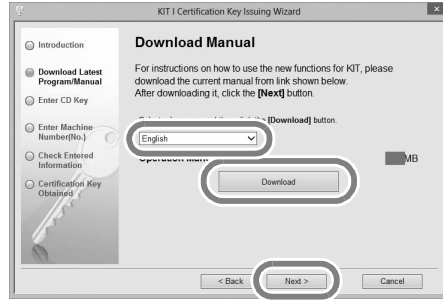 KIT I Certification Key Issuing Wizard
Introduction
Download Latest
Program/Manual
Enter CD Key
Enter Machine
Number(No.)
Check Entered
Information
Certification Key
Obtained
Download Manual
For instructions on how to use the new functions for KIT, please
download the current manual from link shown below.
After downloading it, click the [Next] button.
[Download] button.
English
Operation
MB
Download
< Back
Next >
Cancel